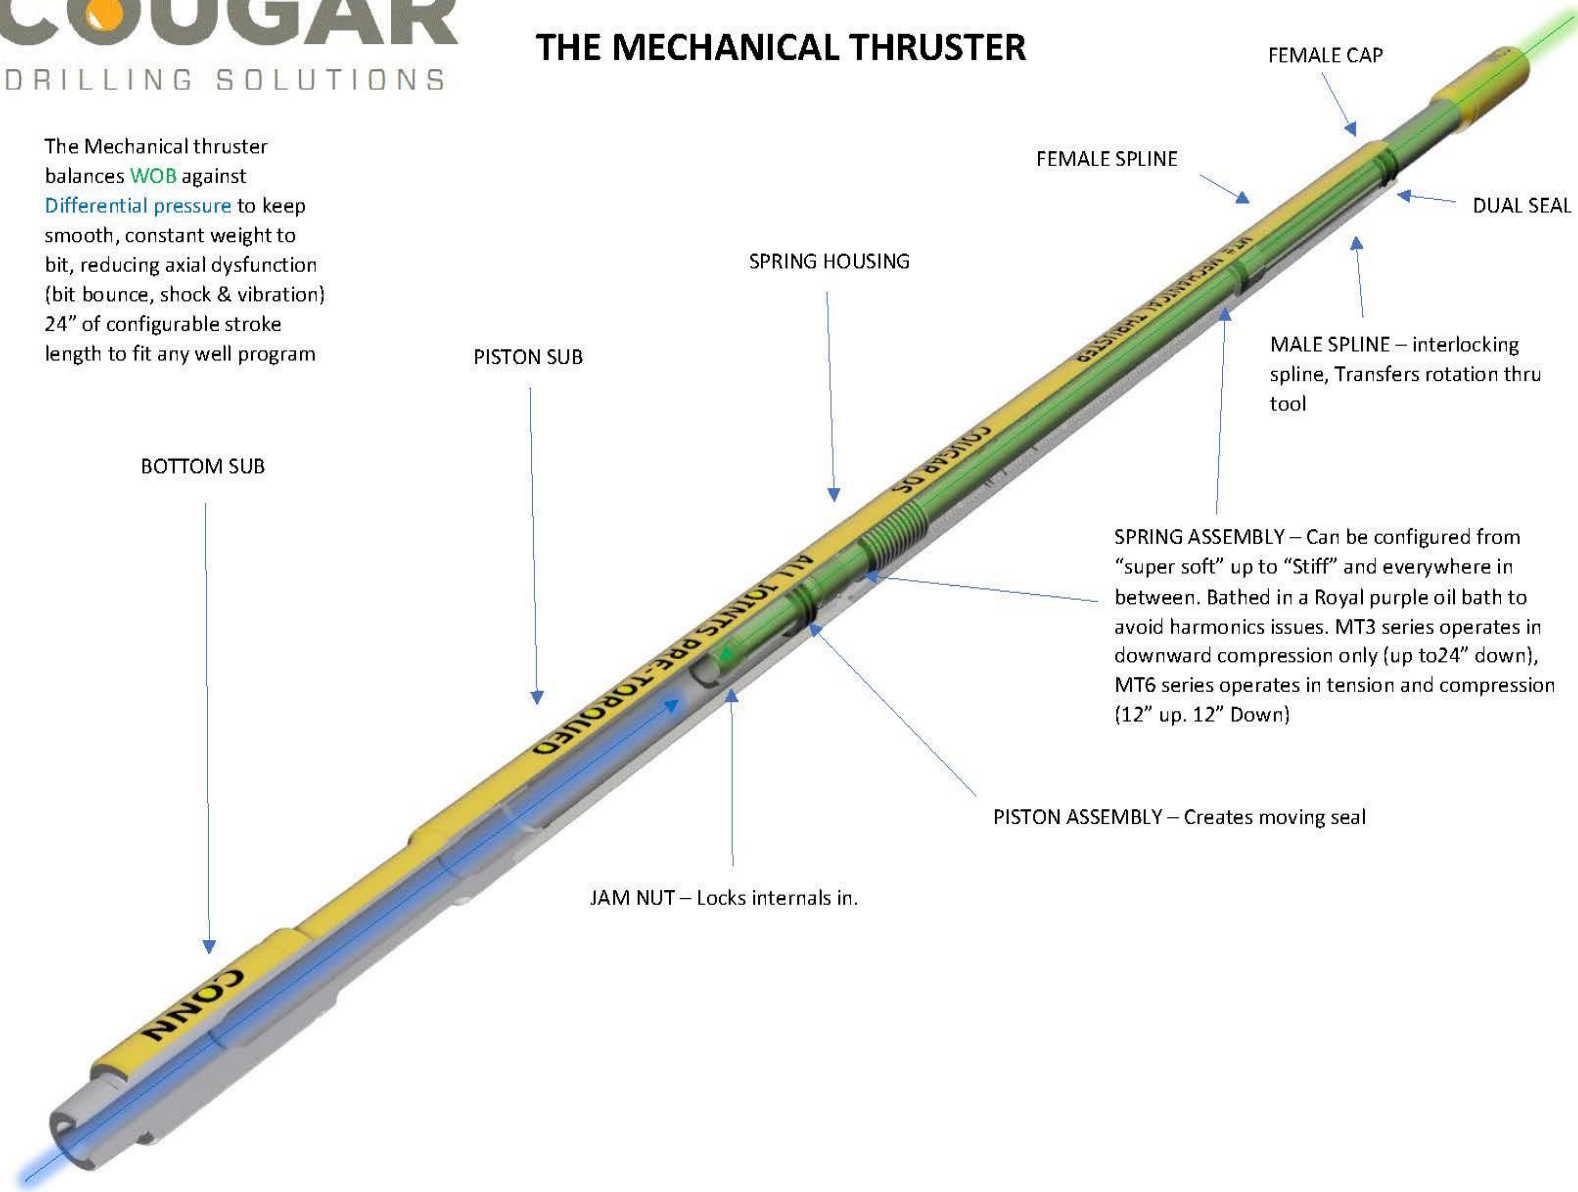 COUGAR
DRILLING SOLUTIONS
THE MECHANICAL THRUSTER
The Mechanical thruster
balances WOB against
Differential pressure to keep
smooth, constant weight to
bit, reducing axial dysfunction
(bit bounce, shock & vibration)
24” of configurable stroke
length to fit any well program
FEMALE CAP
FEMALE SPLINE
DUAL SEAL
SPRING HOUSING
MALE SPLINE – interlocking
spline, Transfers rotation thru
tool
PISTON SUB
BOTTOM SUB
SPRING ASSEMBLY – Can be configured from
“super soft” up to “Stiff” and everywhere in
between. Bathed in a Royal purple oil bath to
avoid harmonics issues. MT3 series operates in
downward compression only (up to24” down),
MT6 series operates in tension and compression
(12” up. 12” Down)
PISTON ASSEMBLY – Creates moving seal
JAM NUT – Locks internals in.
MECHANICAL THRUSTER
COUGAR DS
ALL JOINTS PRE-TORQUED
CONN